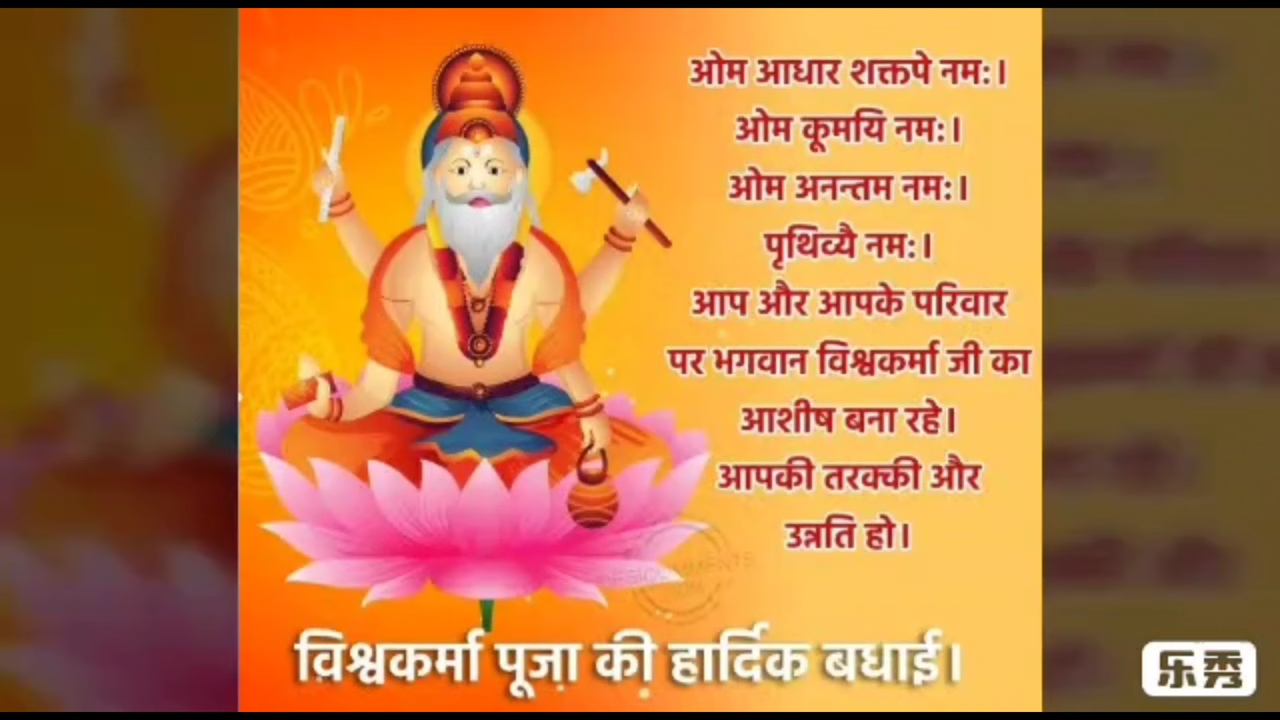 ओम आधार शक्तपे नमः।
ओम कूमयि नमः।
ओम अनन्तम नमः।
पृथिव्यै नमः।
आप और आपके परिवार
पर भगवान विश्वकर्मा जी का
आशीष बना रहे।
आपकी तरक्की और
उन्नति हो।
विश्वकर्मा पूजा की हार्दिक बधाई।
乐秀